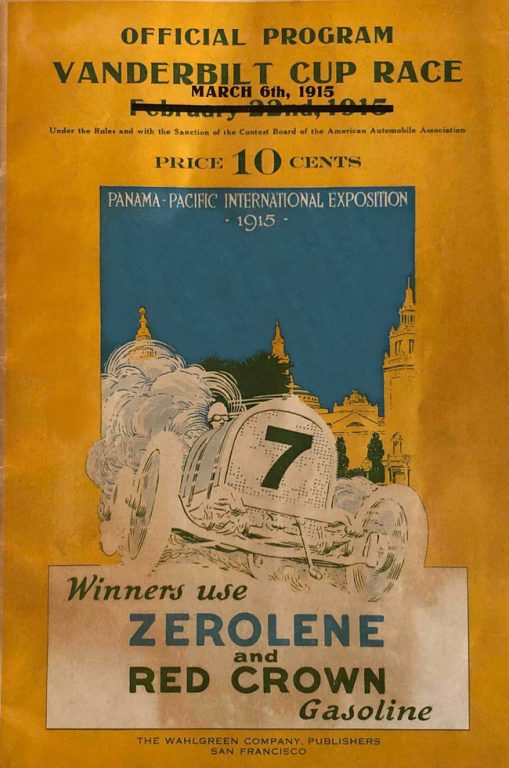 OFFICIAL PROGRAM
VANDERBILT CUP RACE
MARCH 6th, 1915
February 22nd, 1915
Under the Rules and with the Sanction of the Contest Board of the American Automobile Association
PRICE 10 CENTS
PANAMA-PACIFIC INTERNATIONAL EXPOSITION
·1915·
7
Winners use
ZEROLENE
and
RED CROWN
Gasoline
THE WAHLGREEN COMPANY, PUBLISHERS
SAN FRANCISCO